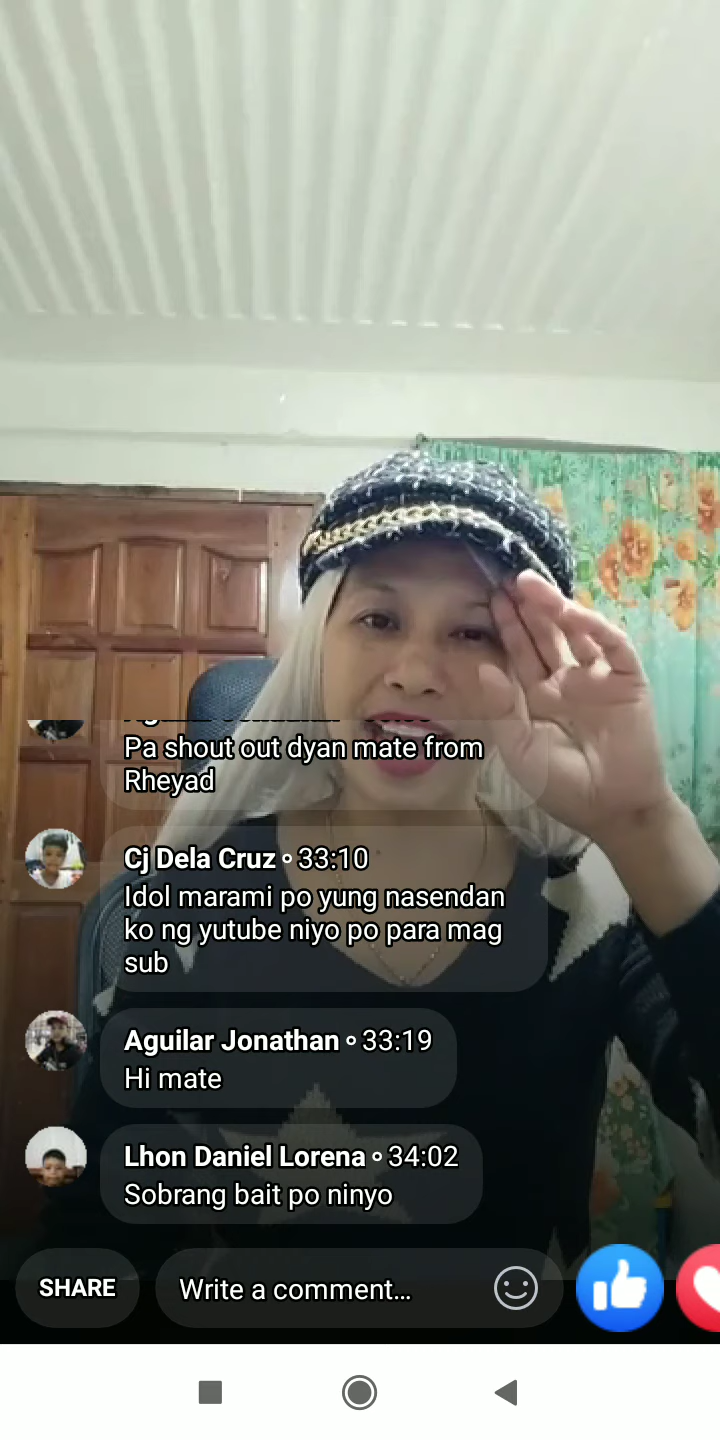 Pa shout out dyan mate from
Rheyad
Cj Dela Cruz • 33:10
Idol marami po yung nasendan
ko ng yutube niyo po para mag
sub
Aguilar Jonathan • 33:19
Hi mate
Lhon Daniel Lorena • 34:02
Sobrang bait po ninyo
SHARE
Write a comment...